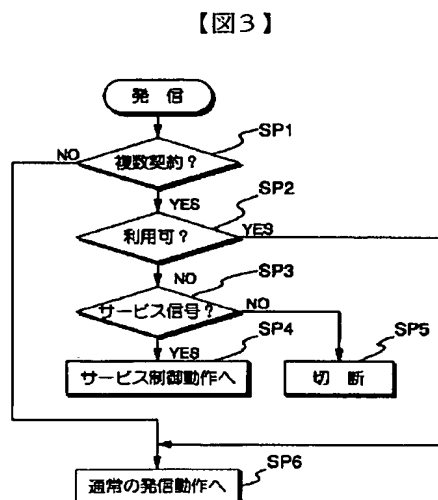 【図3】
発 信
SP1
NO
複数契約?
YES
SP2
利用可?
YES
NO
SP3
サービス信号?
NO
YES
SP4
サービス制御動作へ
SP5
切 断
SP6
通常の発信動作へ